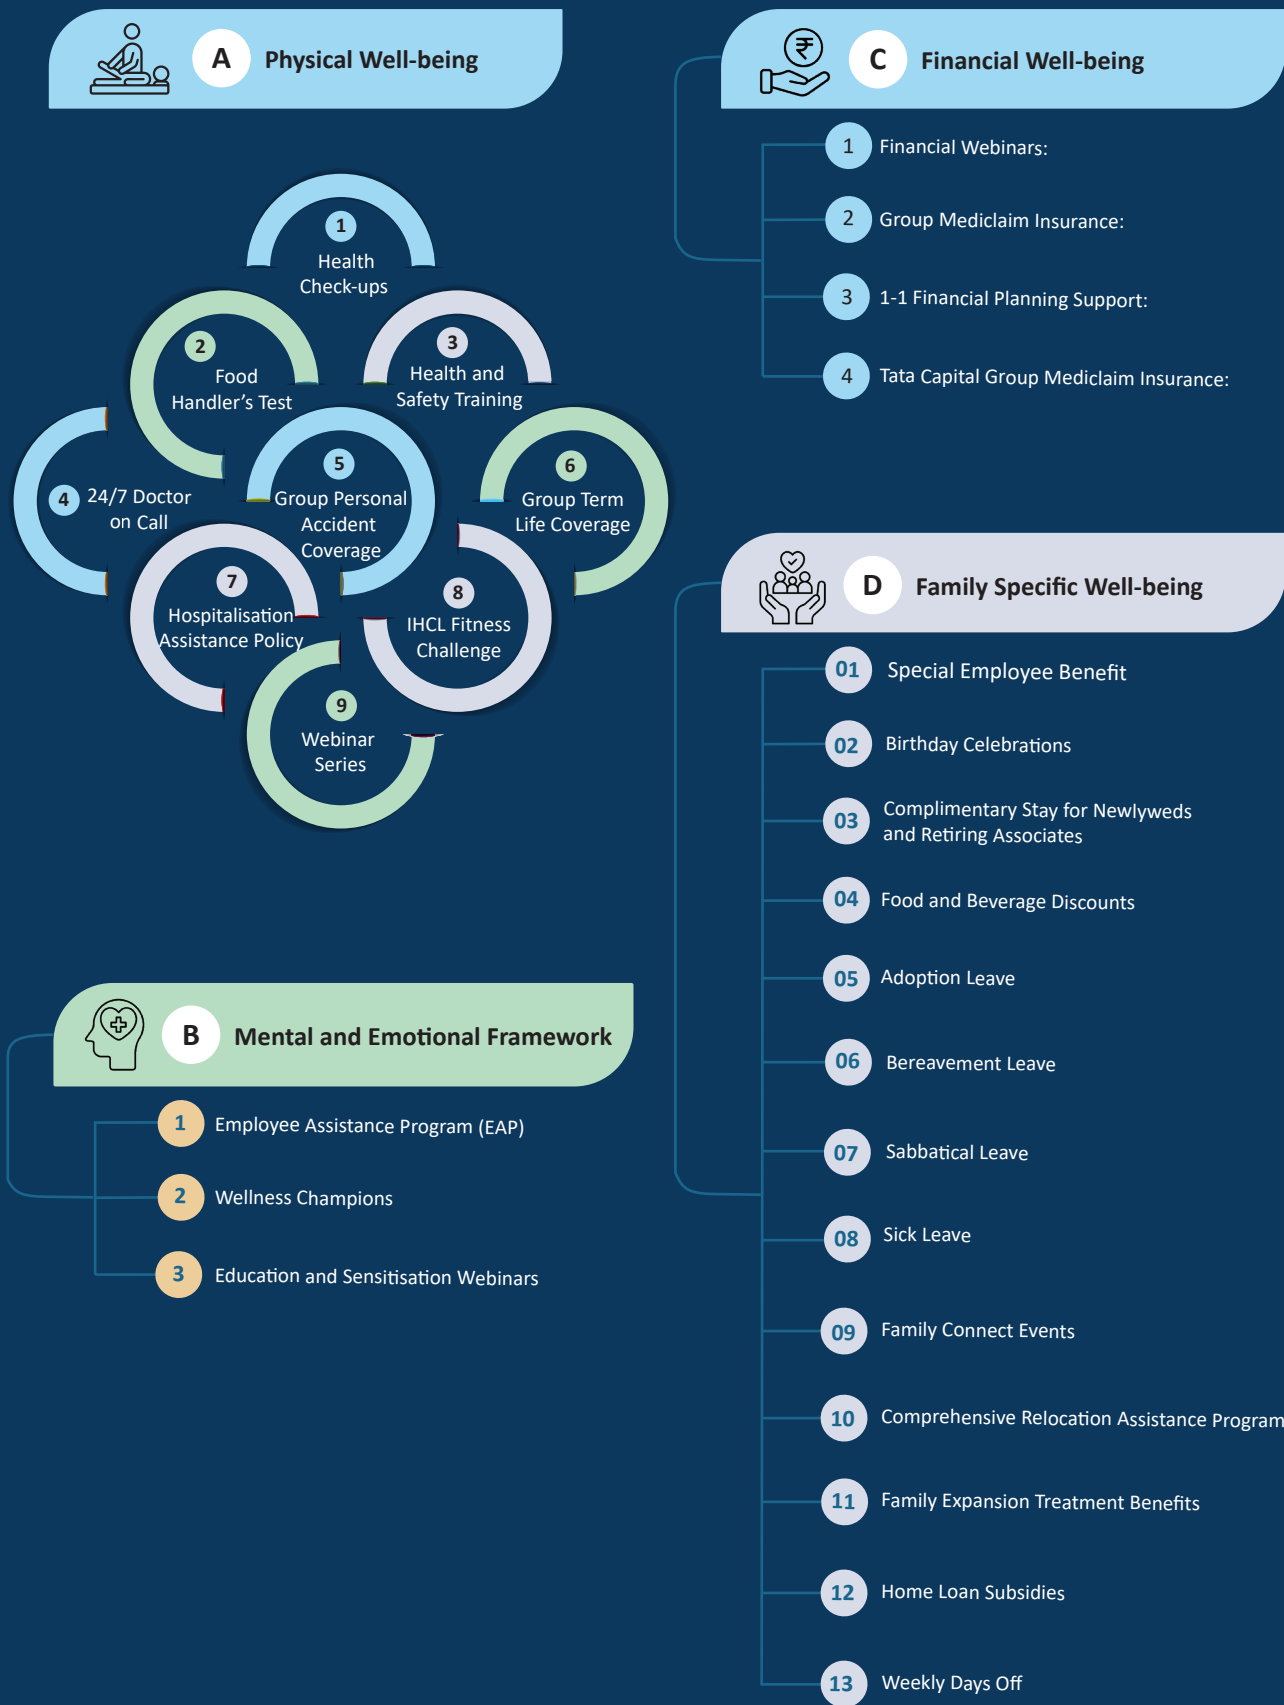 A
Physical Well-being
1
Health
Check-ups
2
Food
Handler's Test
3
Health and
Safety Training
4
24/7 Doctor
on Call
5
Group Personal
Accident
Coverage
6
Group Term
Life Coverage
7
Hospitalisation
Assistance Policy
8
IHCL Fitness
Challenge
9
Webinar
Series
B
Mental and Emotional Framework
1
Employee Assistance Program (EAP)
2
Wellness Champions
3
Education and Sensitisation Webinars
₹
C
Financial Well-being
1
Financial Webinars:
2
Group Mediclaim Insurance:
3
1-1 Financial Planning Support:
4
Tata Capital Group Mediclaim Insurance:
D
Family Specific Well-being
01
Special Employee Benefit
02
Birthday Celebrations
03
Complimentary Stay for Newlyweds
and Retiring Associates
04
Food and Beverage Discounts
05
Adoption Leave
06
Bereavement Leave
07
Sabbatical Leave
08
Sick Leave
09
Family Connect Events
10
Comprehensive Relocation Assistance Program
11
Family Expansion Treatment Benefits
12
Home Loan Subsidies
13
Weekly Days Off